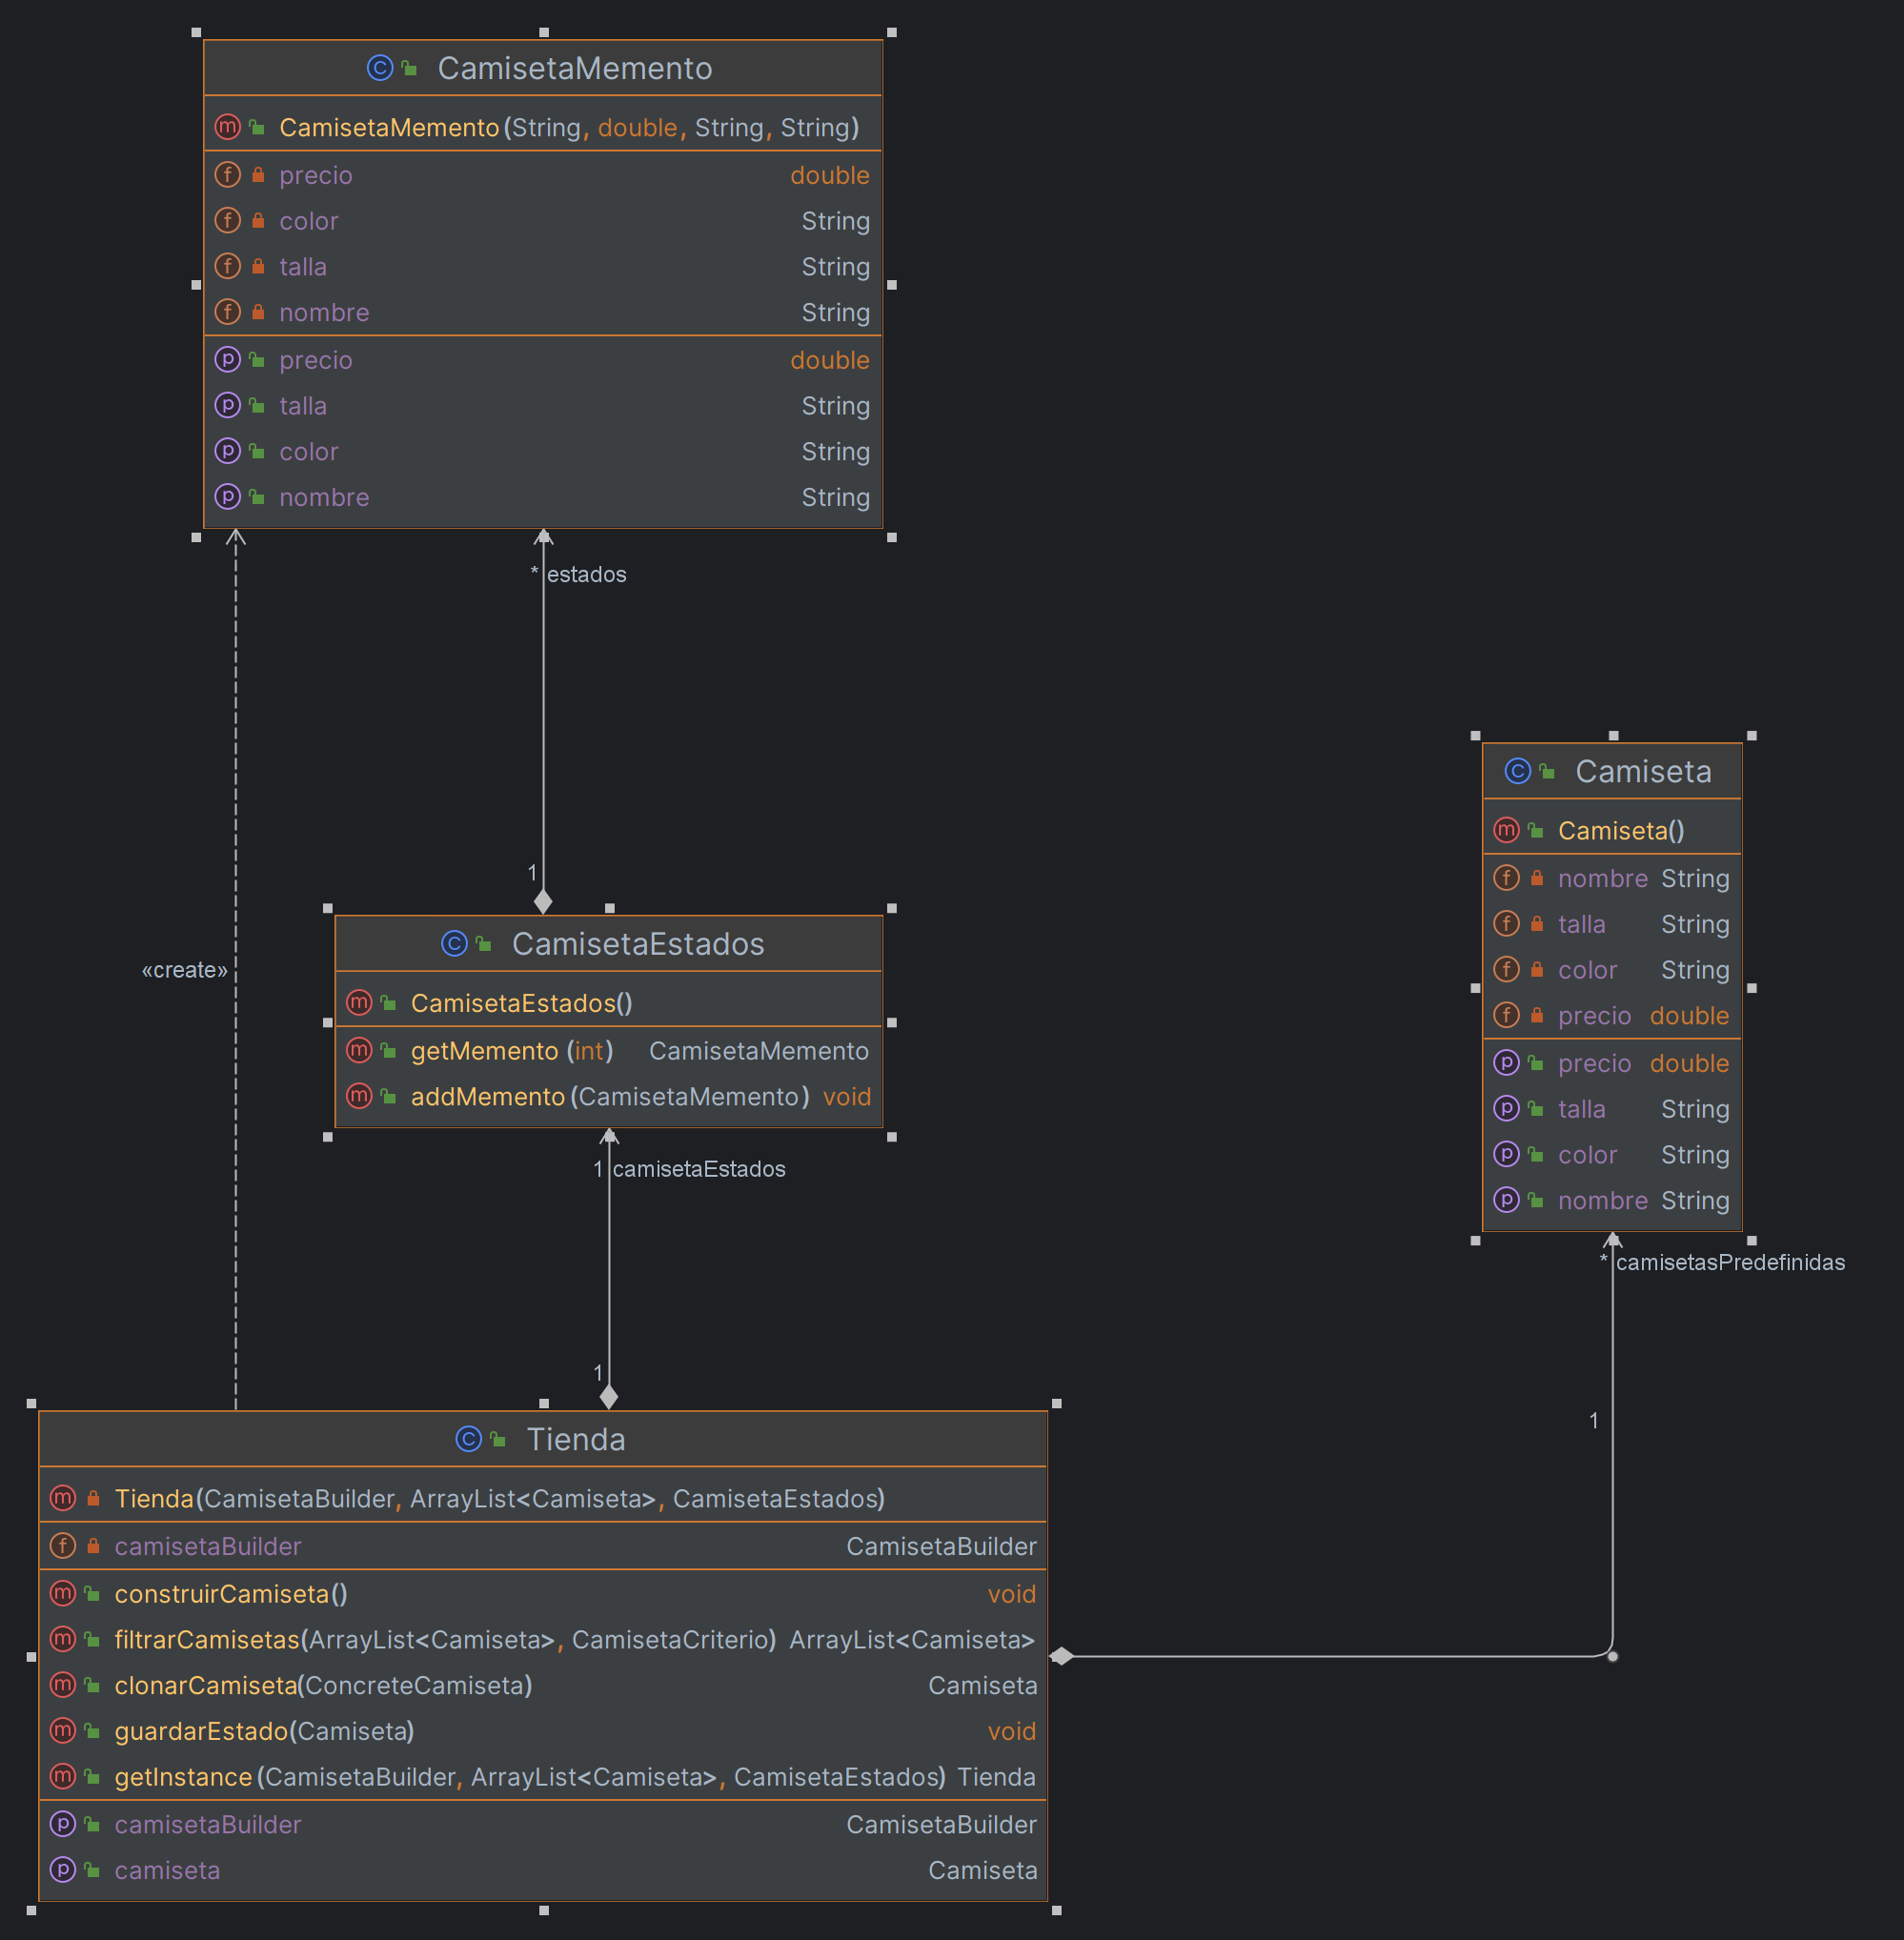 CamisetaMemento
CamisetaMemento(String, double, String, String)
precio double
color String
talla String
nombre String
precio double
talla String
color String
nombre String
* estados
1
«create»
CamisetaEstados
CamisetaEstados()
getMemento(int) CamisetaMemento
addMemento(CamisetaMemento) void
1 camisetaEstados
1
Camiseta
Camiseta()
nombre String
talla String
color String
precio double
precio double
talla String
color String
nombre String
* camisetasPredefinidas
1
Tienda
Tienda(CamisetaBuilder, ArrayList<Camiseta>, CamisetaEstados)
camisetaBuilder CamisetaBuilder
construirCamiseta() void
filtrarCamisetas(ArrayList<Camiseta>, CamisetaCriterio) ArrayList<Camiseta>
clonarCamiseta(ConcreteCamiseta) Camiseta
guardarEstado(Camiseta) void
getInstance(CamisetaBuilder, ArrayList<Camiseta>, CamisetaEstados) Tienda
camisetaBuilder CamisetaBuilder
camiseta Camiseta